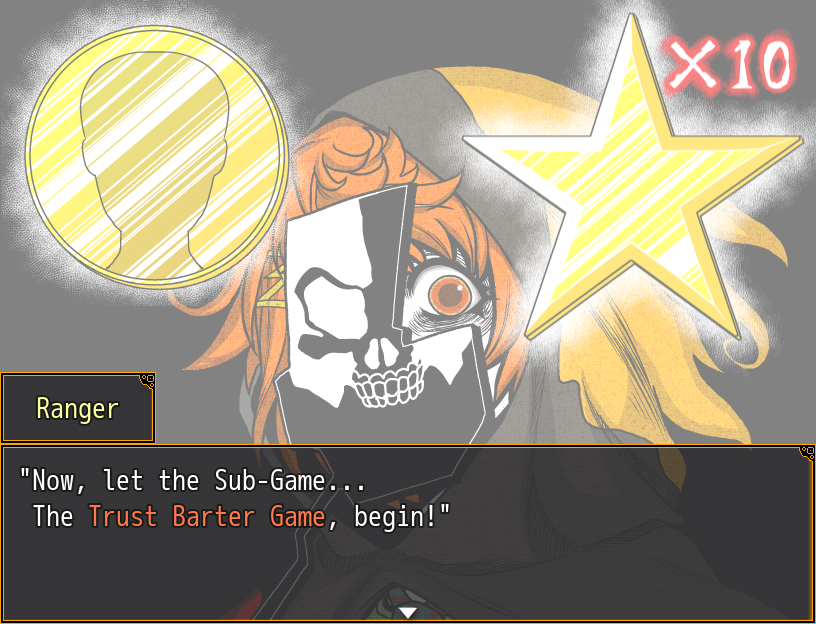 ×10
Ranger
"Now, let the Sub-Game...
The Trust Barter Game, begin!"